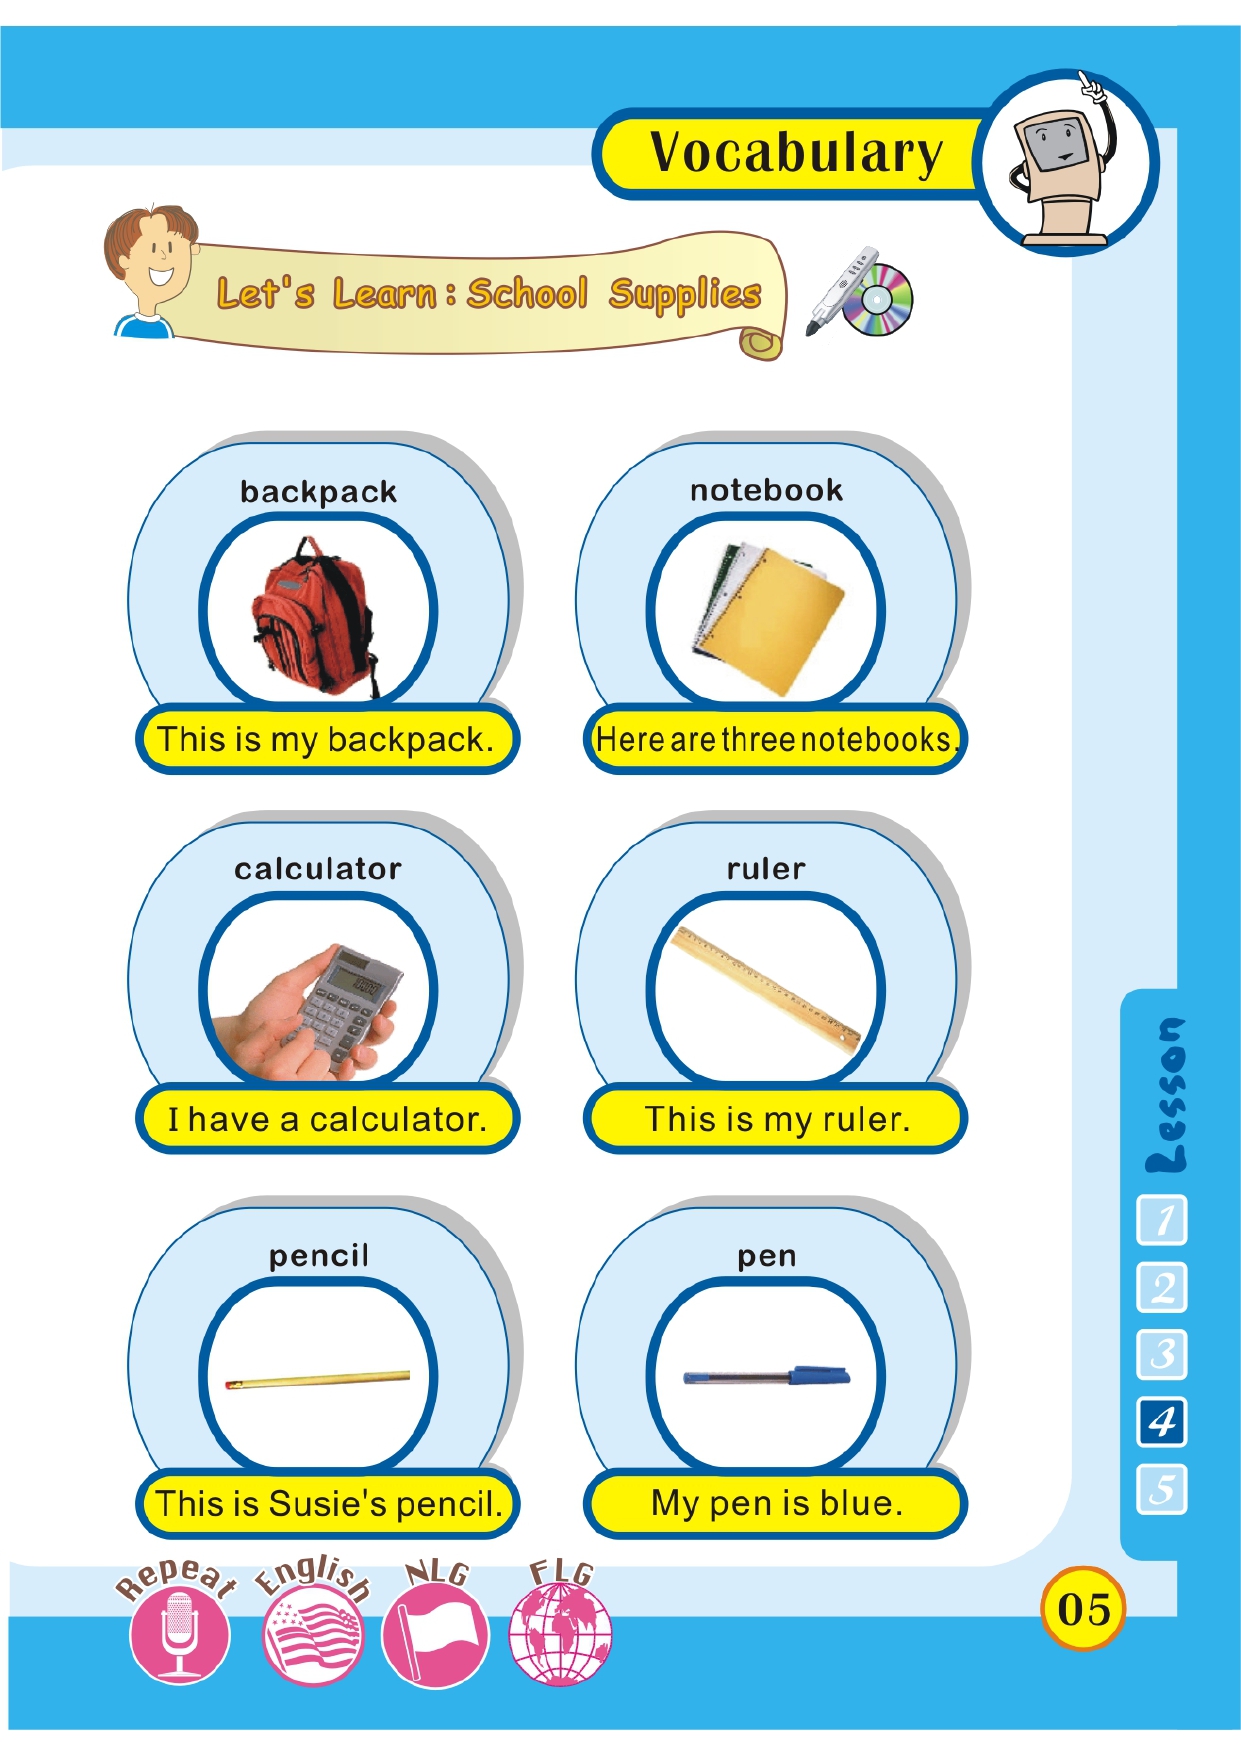 Vocabulary
Let's Learn : School Supplies
backpack
notebook
This is my backpack.
Here are three notebooks.
calculator
ruler
I have a calculator.
This is my ruler.
pencil
pen
This is Susie's pencil.
My pen is blue.
Lesson
1
2
3
4
5
Repeat
English
NLG
FLG
05